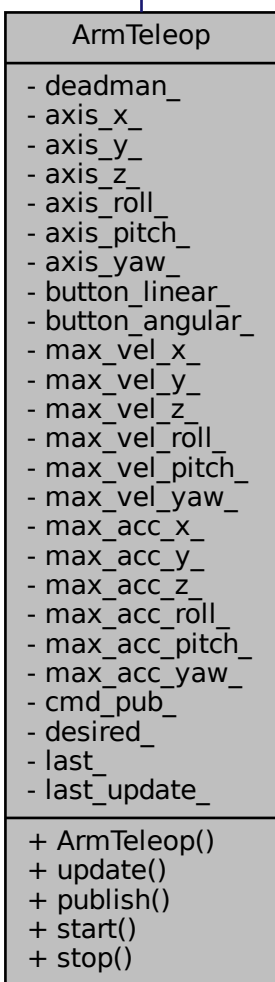 ArmTeleop
- deadman_
- axis_x_
- axis_y_
- axis_z_
- axis_roll_
- axis_pitch_
- axis_yaw_
- button_linear_
- button_angular_
- max_vel_x_
- max_vel_y_
- max_vel_z_
- max_vel_roll_
- max_vel_pitch_
- max_vel_yaw_
- max_acc_x_
- max_acc_y_
- max_acc_z_
- max_acc_roll_
- max_acc_pitch_
- max_acc_yaw_
- cmd_pub_
- desired_
- last_
- last_update_
+ ArmTeleop()
+ update()
+ publish()
+ start()
+ stop()